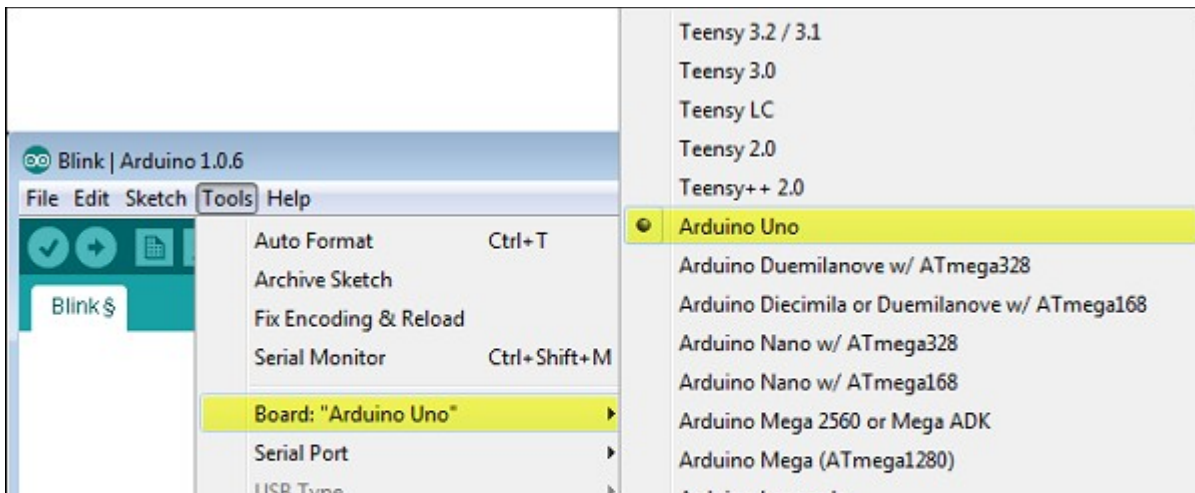 Blink | Arduino 1.0.6
File Edit Sketch Tools Help
Blink§
Auto Format Ctrl+T
Archive Sketch
Fix Encoding & Reload
Serial Monitor Ctrl+Shift+M
Board: "Arduino Uno"
Serial Port
USB Type
Teensy 3.2 / 3.1
Teensy 3.0
Teensy LC
Teensy 2.0
Teensy++ 2.0
Arduino Uno
Arduino Duemilanove w/ ATmega328
Arduino Diecimila or Duemilanove w/ ATmega168
Arduino Nano w/ ATmega328
Arduino Nano w/ ATmega168
Arduino Mega 2560 or Mega ADK
Arduino Mega (ATmega1280)